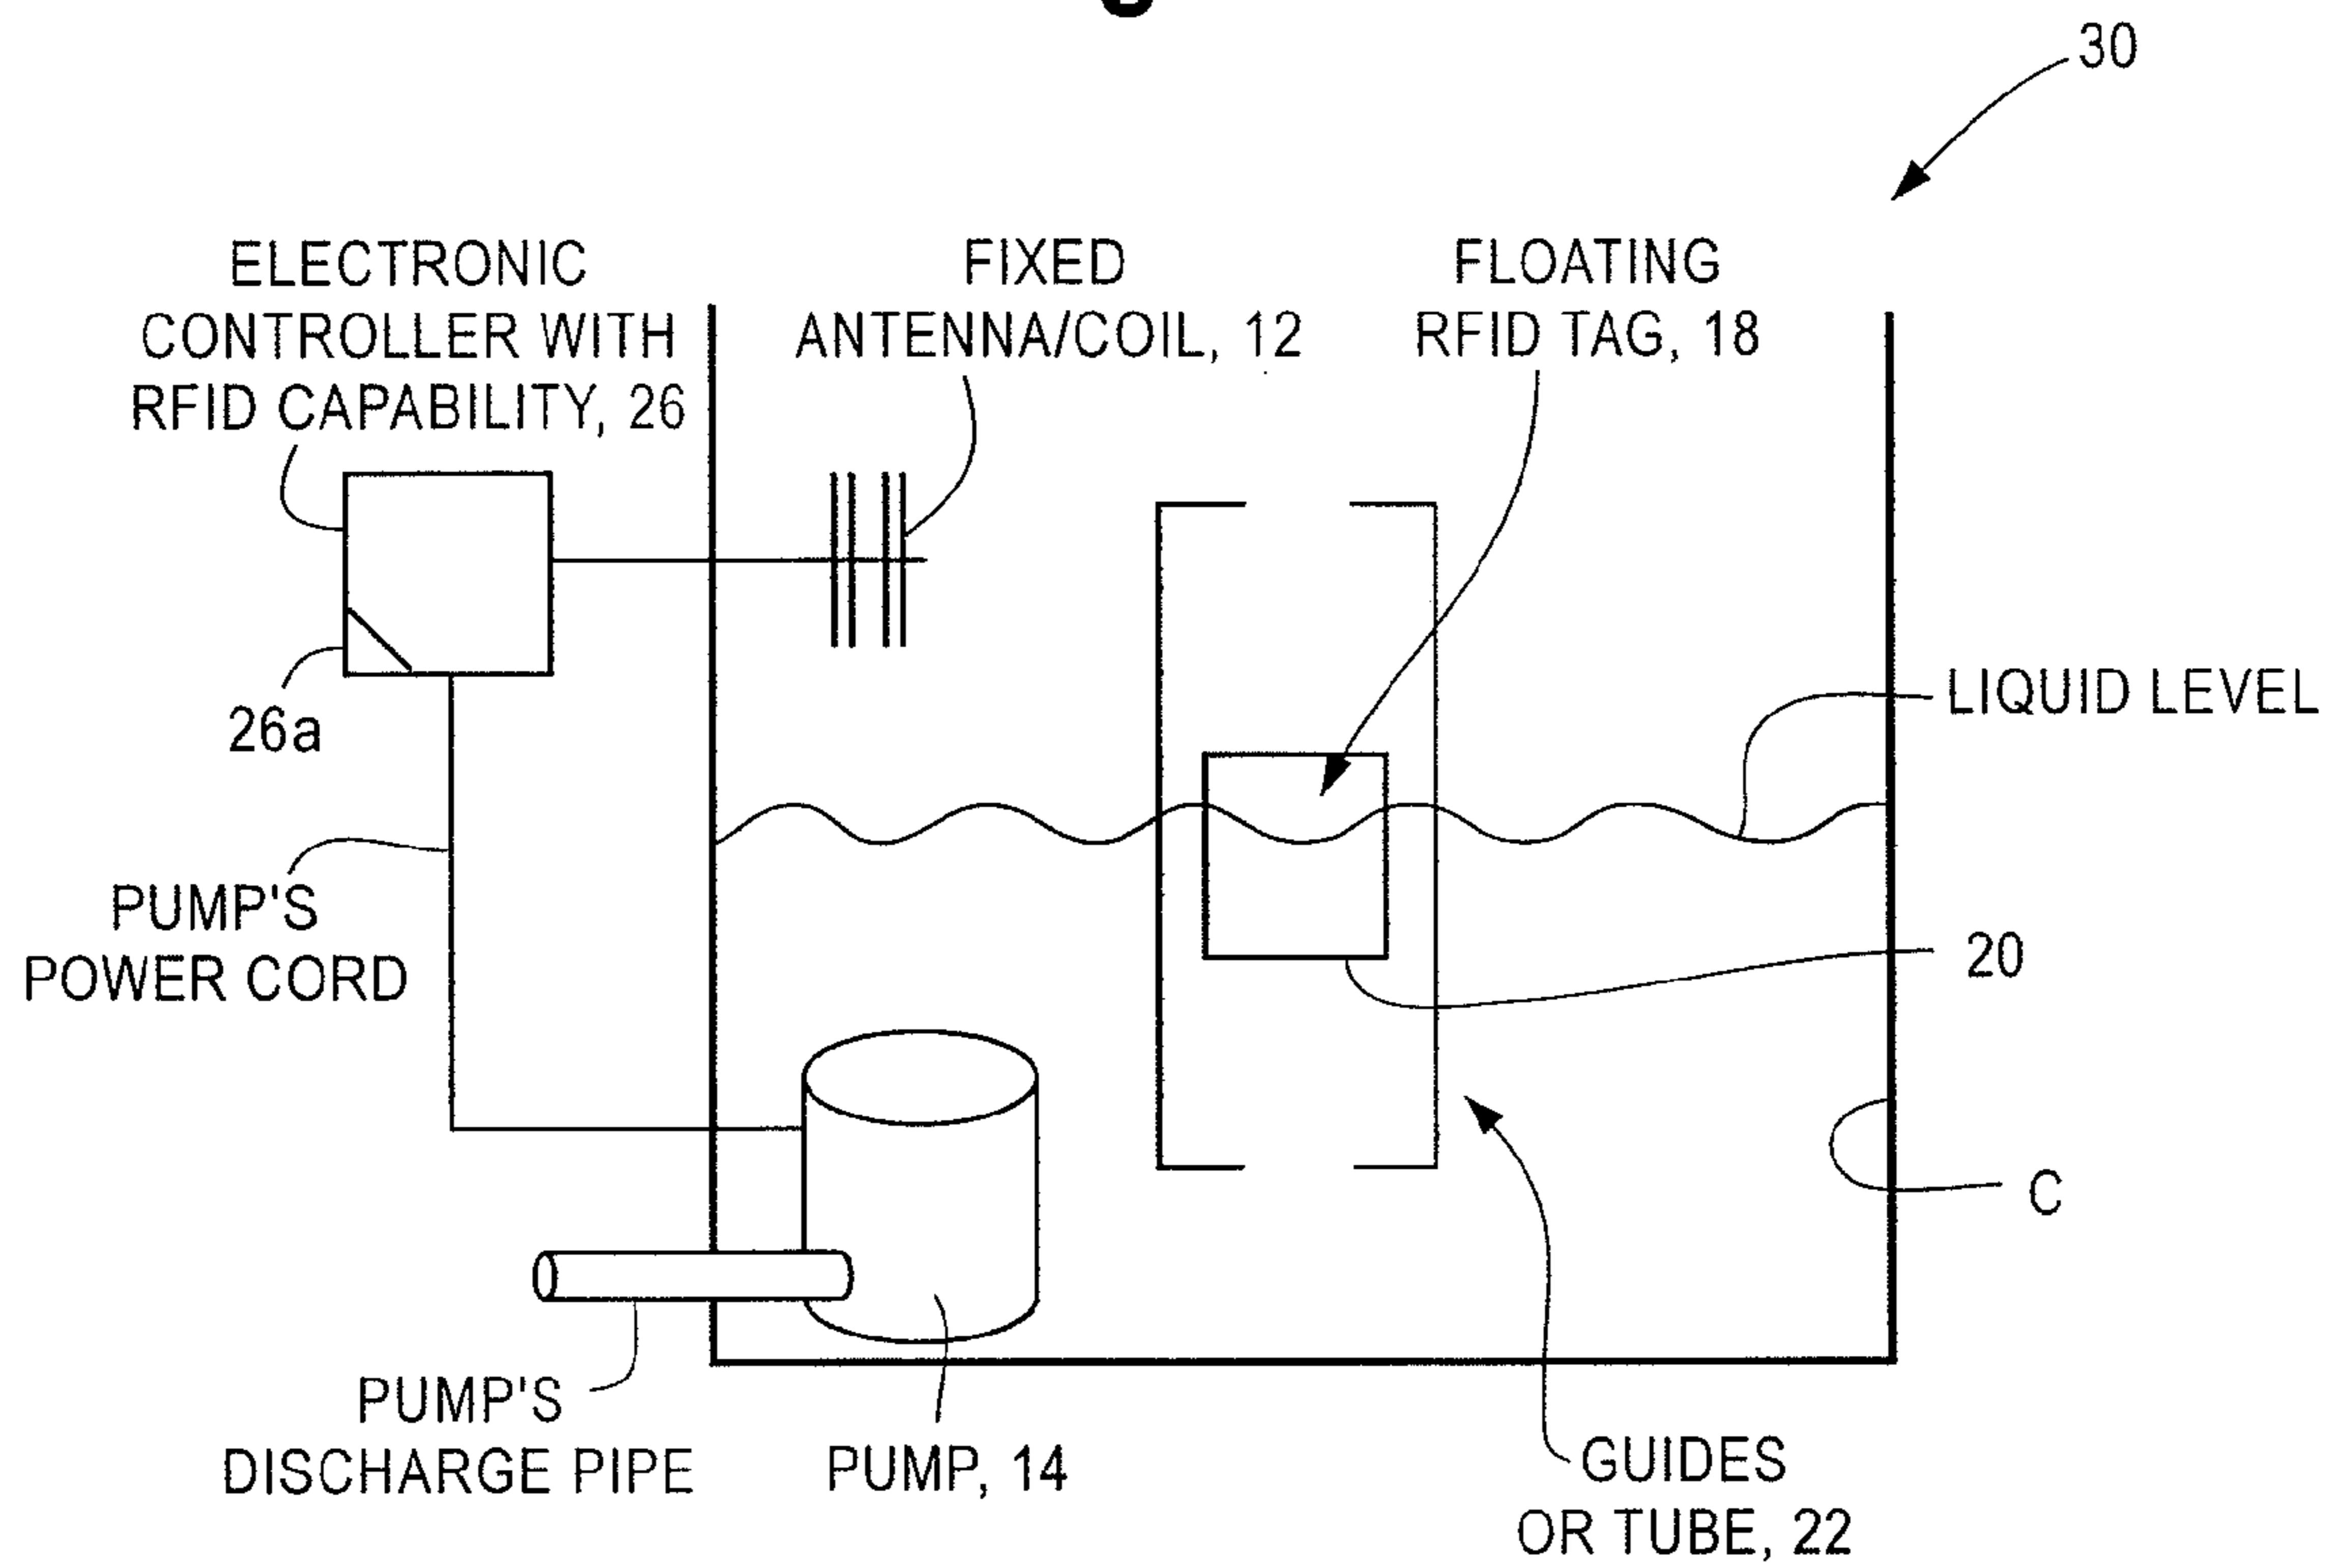 30
ELECTRONIC
CONTROLLER WITH
RFID CAPABILITY, 26
FIXED
ANTENNA/COIL, 12
FLOATING
RFID TAG, 18
26a
LIQUID LEVEL
PUMP'S
POWER CORD
20
C
PUMP'S
DISCHARGE PIPE
PUMP, 14
GUIDES
OR TUBE, 22